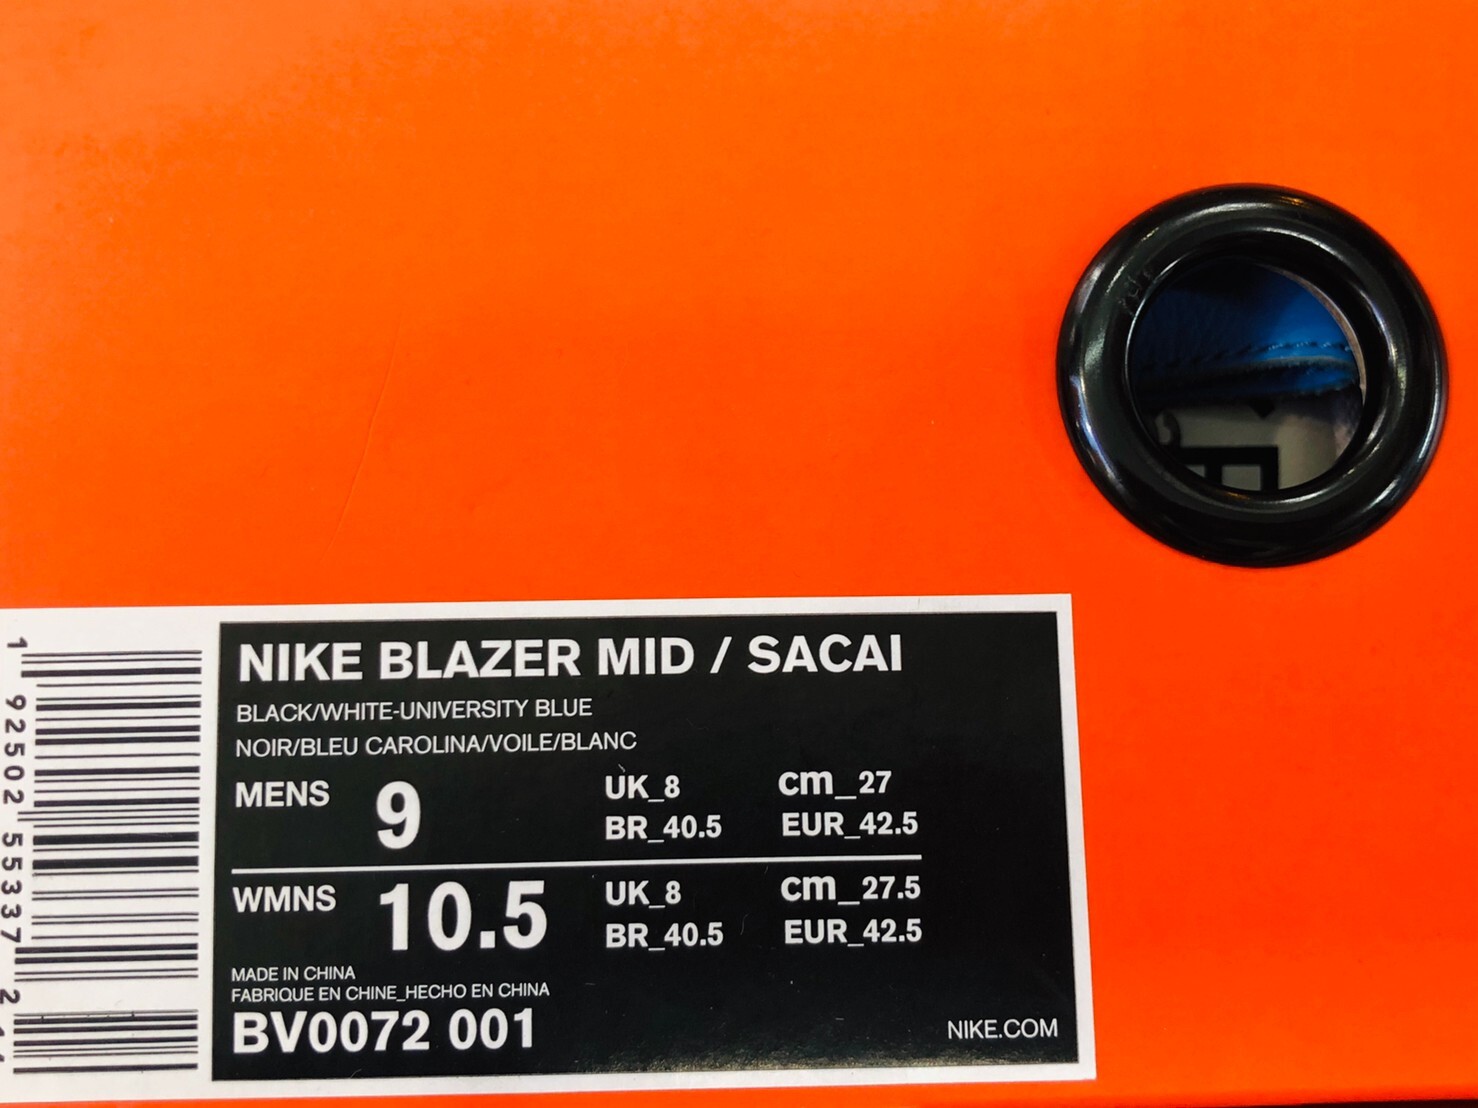 NIKE BLAZER MID / SACAI
BLACK/WHITE-UNIVERSITY BLUE
NOIR/BLEU CAROLINA/VOILE/BLANC
MENS 9 UK_8 cm_27
BR_40.5 EUR_42.5
WMNS 10.5 UK_8 cm_27.5
BR_40.5 EUR_42.5
MADE IN CHINA
FABRIQUE EN CHINE_HECHO EN CHINA
BV0072 001
NIKE.COM
1 92502 55337